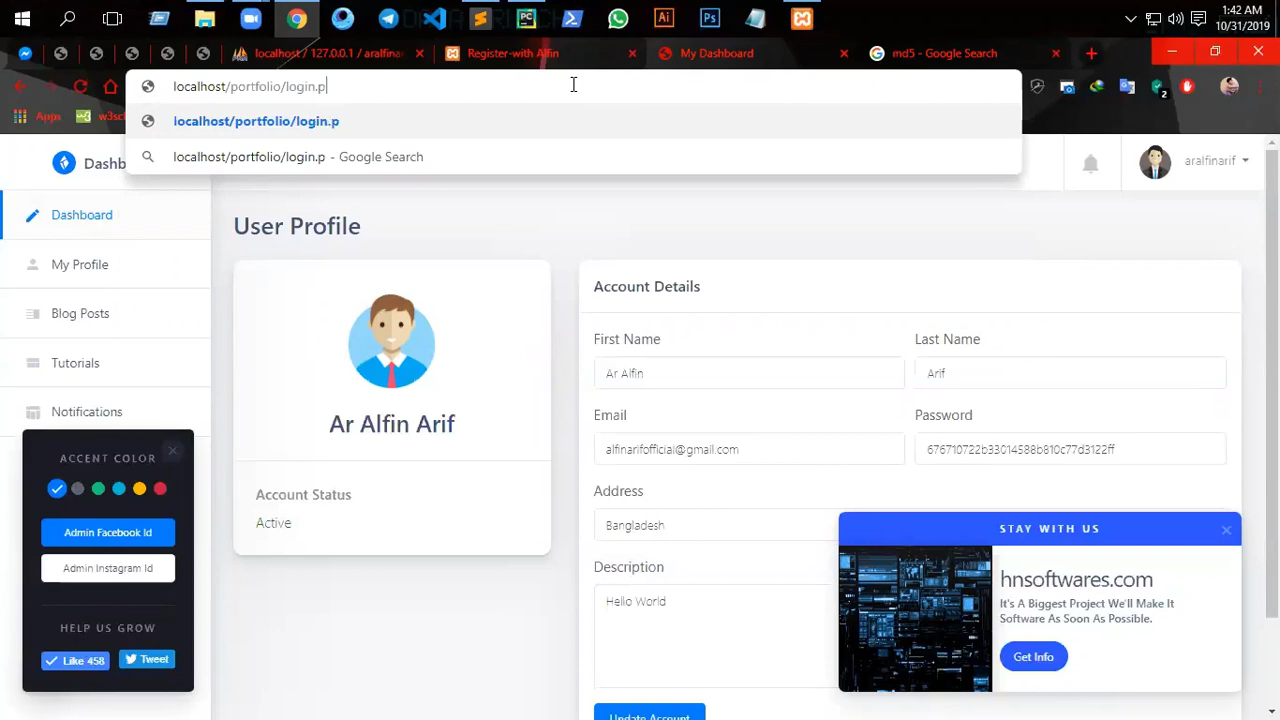 1:42 AM
10/31/2019
localhost / 127.0.0.1 / aralfina
Register-with Alfin
My Dashboard
md5 - Google Search
localhost/portfolio/login.p
Apps
w3sc
localhost/portfolio/login.p
localhost/portfolio/login.p - Google Search
Dashb
aralfinarif
Dashboard
My Profile
Blog Posts
Tutorials
Notifications
User Profile
Ar Alfin Arif
Account Status
Active
Account Details
First Name
Last Name
Ar Alfin
Arif
Email
Password
alfinarifofficial@gmail.com
676710722b33014588b810c77d3122ff
Address
Bangladesh
Description
Hello World
Update Account
ACCENT COLOR
Admin Facebook Id
Admin Instagram Id
HELP US GROW
Like 458
Tweet
STAY WITH US
hnsoftwares.com
It's A Biggest Project We'll Make It
Software As Soon As Possible.
Get Info